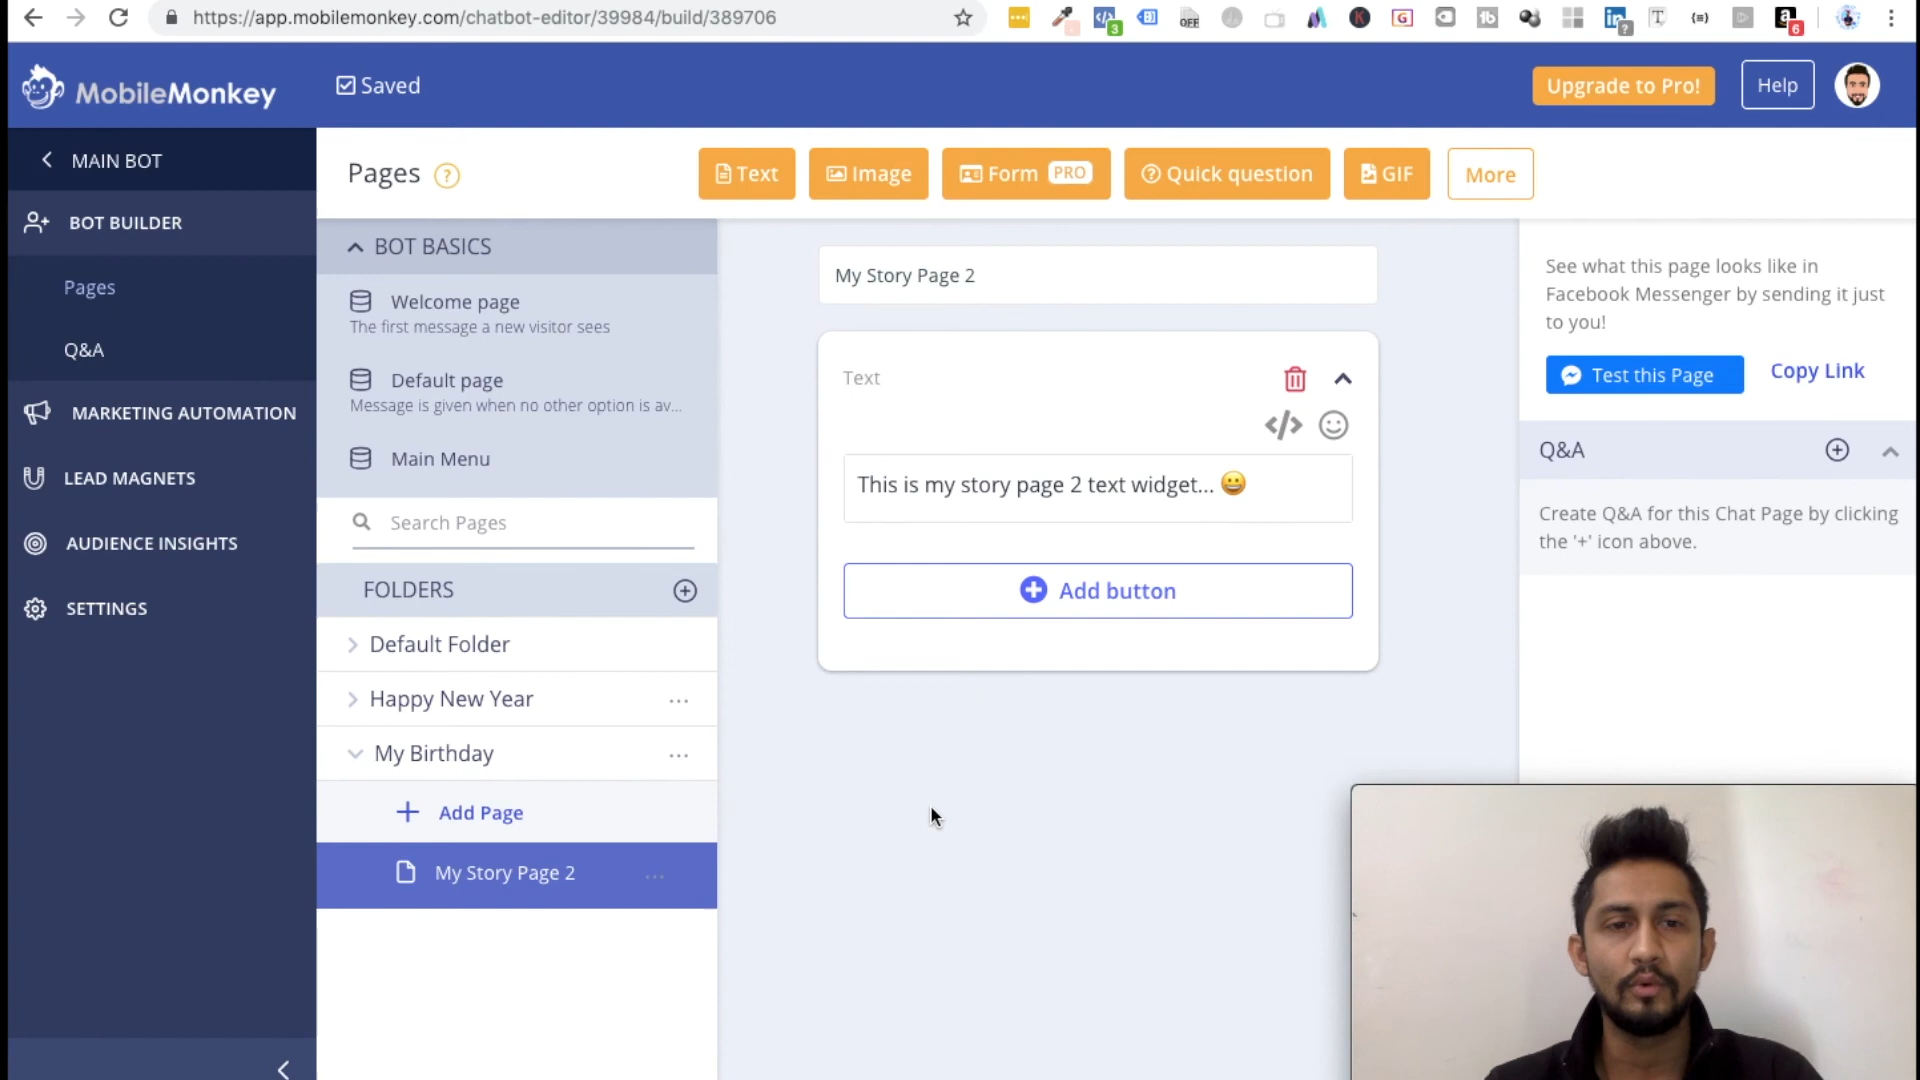 https://app.mobilemonkey.com/chatbot-editor/39984/build/389706
MobileMonkey
Saved
Upgrade to Pro!
Help
MAIN BOT
BOT BUILDER
Pages
Q&A
MARKETING AUTOMATION
LEAD MAGNETS
AUDIENCE INSIGHTS
SETTINGS
Pages ?
Text
Image
Form PRO
Quick question
GIF
More
BOT BASICS
Welcome page
The first message a new visitor sees
Default page
Message is given when no other option is av...
Main Menu
Search Pages
FOLDERS
Default Folder
Happy New Year ...
My Birthday ...
Add Page
My Story Page 2 ...
My Story Page 2
Text
</>
This is my story page 2 text widget... 😀
Add button
See what this page looks like in
Facebook Messenger by sending it just
to you!
Test this Page
Copy Link
Q&A
Create Q&A for this Chat Page by clicking
the '+' icon above.